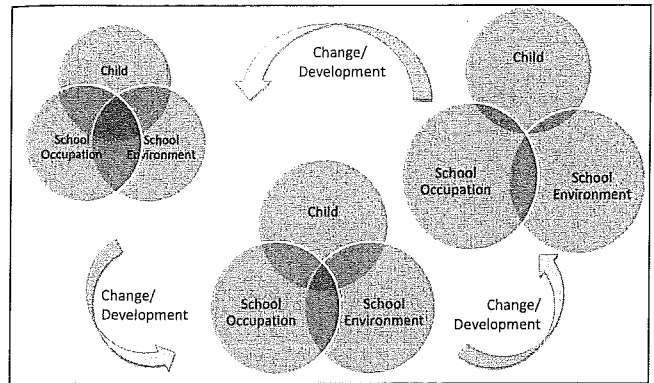 Child
School
Occupation
School
Environment
Change/
Development
Child
School
Occupation
School
Environment
Change/
Development
Child
School
Occupation
School
Environment
Change/
Development